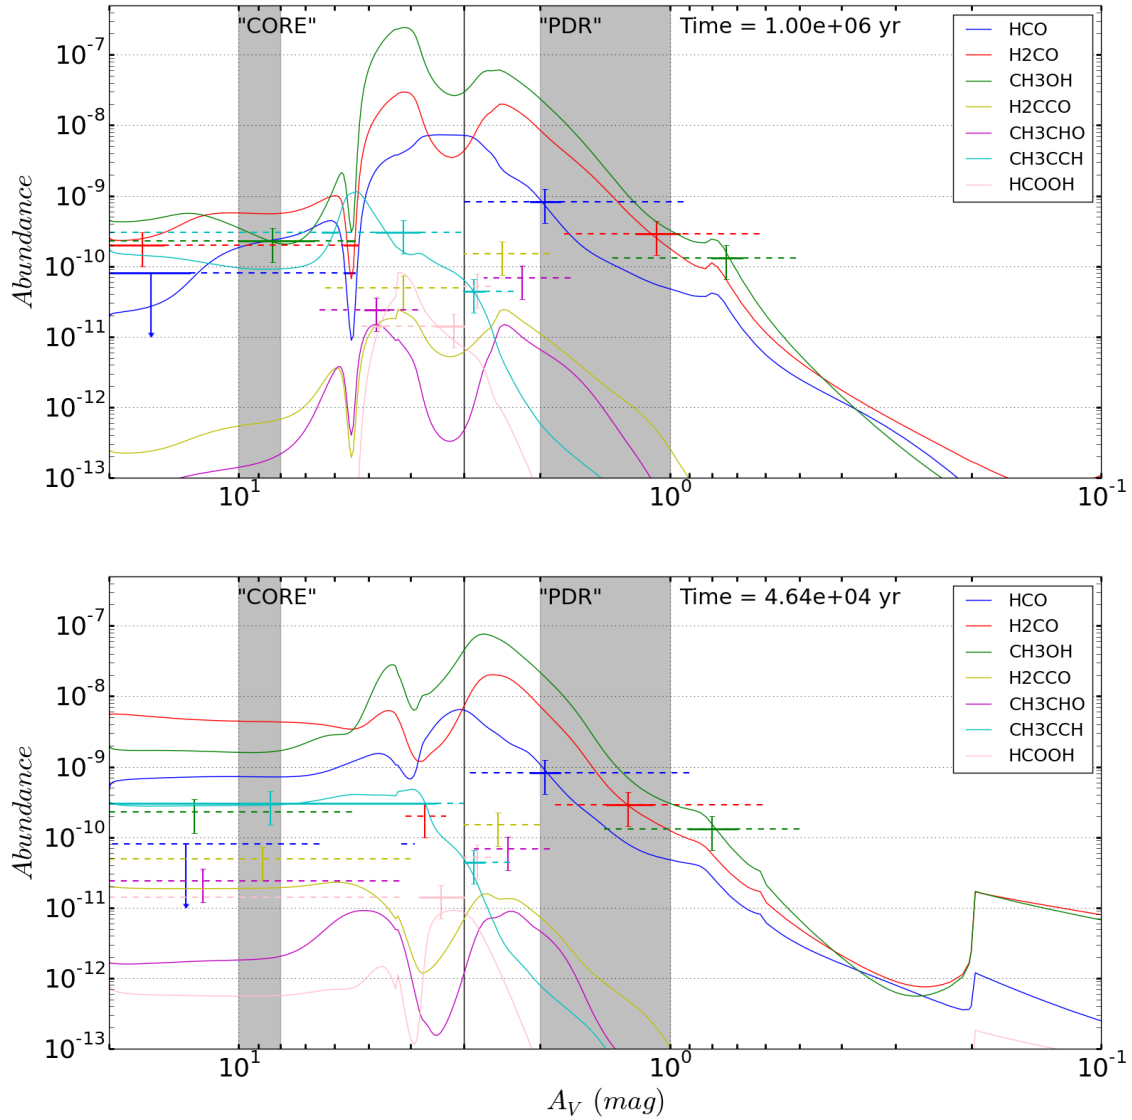 "CORE" "PDR" Time = 1.00e+06 yr
HCO
H2CO
CH3OH
H2CCO
CH3CHO
CH3CCH
HCOOH
10^-7
10^-8
10^-9
10^-10
10^-11
10^-12
10^-13
Abundance
10^1 10^0 10^-1
"CORE" "PDR" Time = 4.64e+04 yr
HCO
H2CO
CH3OH
H2CCO
CH3CHO
CH3CCH
HCOOH
10^-7
10^-8
10^-9
10^-10
10^-11
10^-12
10^-13
Abundance
10^1 10^0 10^-1
A_V (mag)